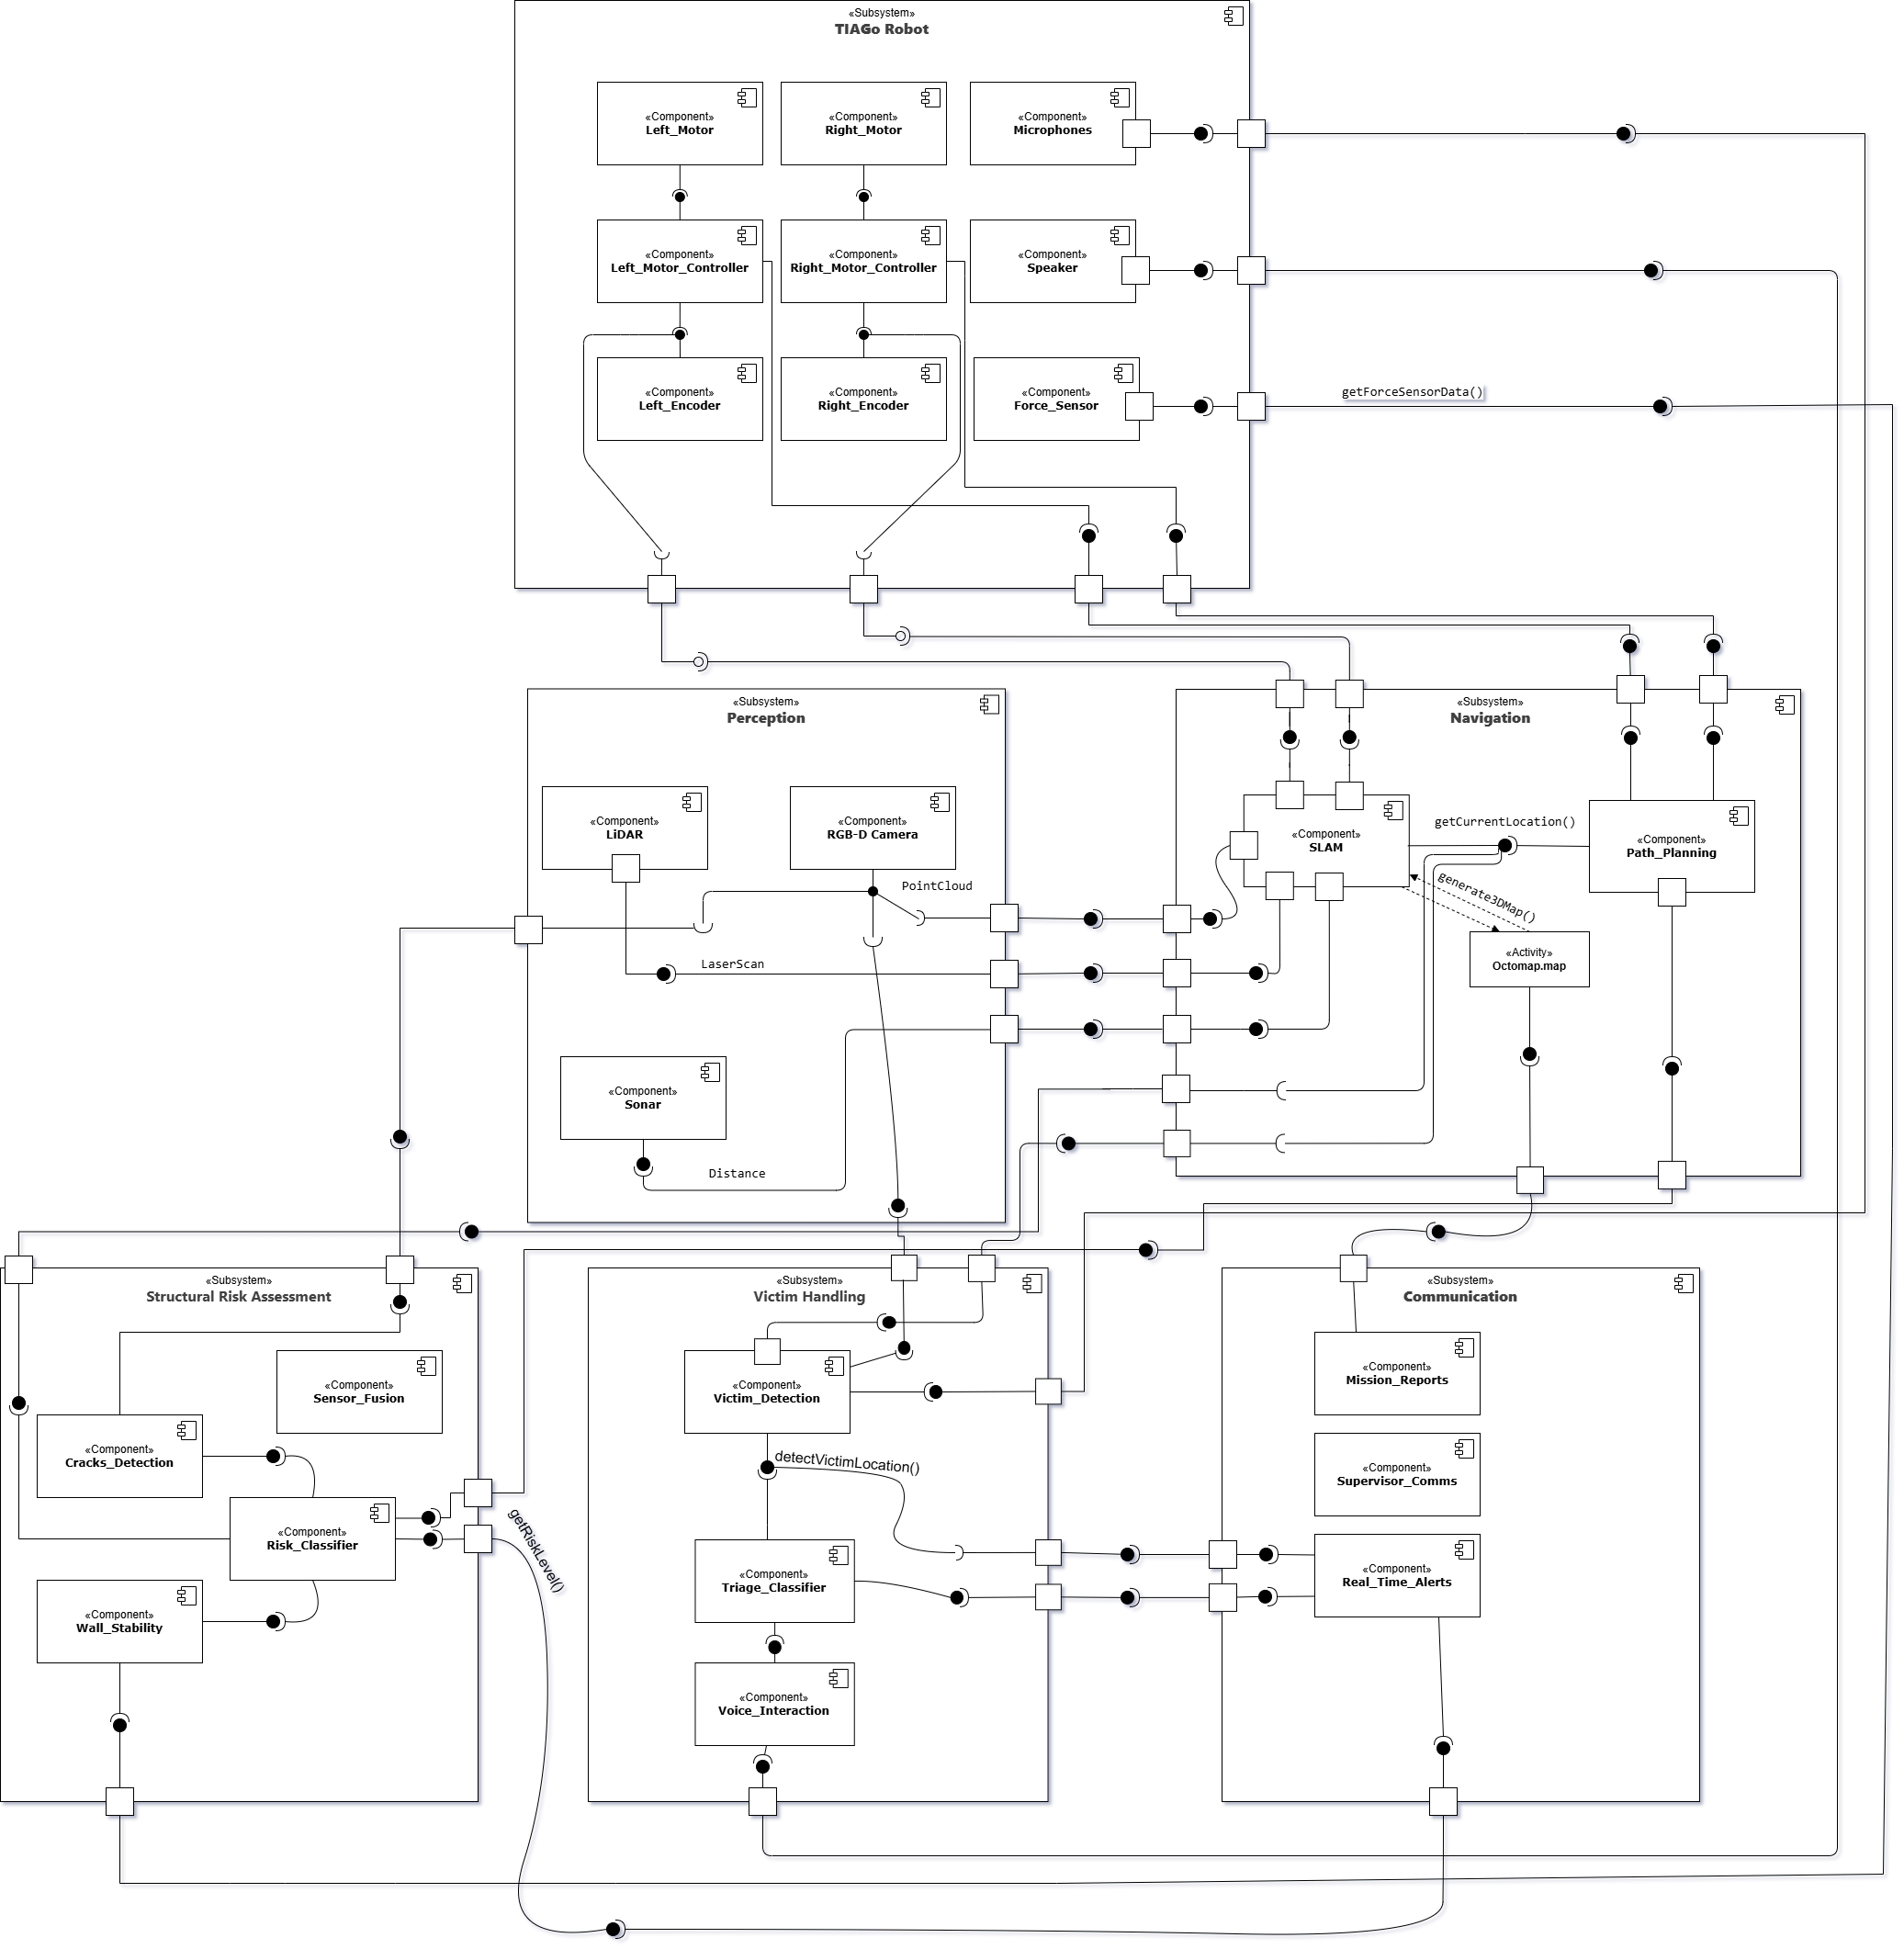 «Subsystem»
TIAGo Robot
«Component»
Left_Motor
«Component»
Right_Motor
«Component»
Microphones
«Component»
Left_Motor_Controller
«Component»
Right_Motor_Controller
«Component»
Speaker
«Component»
Left_Encoder
«Component»
Right_Encoder
«Component»
Force_Sensor
getForceSensorData()
«Subsystem»
Perception
«Component»
LiDAR
«Component»
RGB-D Camera
PointCloud
LaserScan
«Component»
Sonar
Distance
«Subsystem»
Navigation
«Component»
SLAM
getCurrentLocation()
«Component»
Path_Planning
generate3DMap()
«Activity»
Octomap.map
«Subsystem»
Structural Risk Assessment
«Component»
Sensor_Fusion
«Component»
Cracks_Detection
«Component»
Risk_Classifier
«Component»
Wall_Stability
getRiskLevel()
«Subsystem»
Victim Handling
«Component»
Victim_Detection
detectVictimLocation()
«Component»
Triage_Classifier
«Component»
Voice_Interaction
«Subsystem»
Communication
«Component»
Mission_Reports
«Component»
Supervisor_Comms
«Component»
Real_Time_Alerts